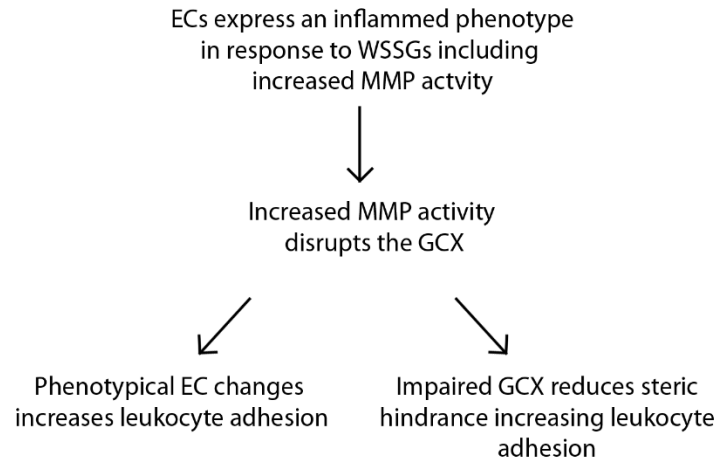 ECs express an inflammed phenotype
in response to WSSGs including
increased MMP actvity
Increased MMP activity
disrupts the GCX
Phenotypical EC changes
increases leukocyte adhesion
Impaired GCX reduces steric
hindrance increasing leukocyte
adhesion